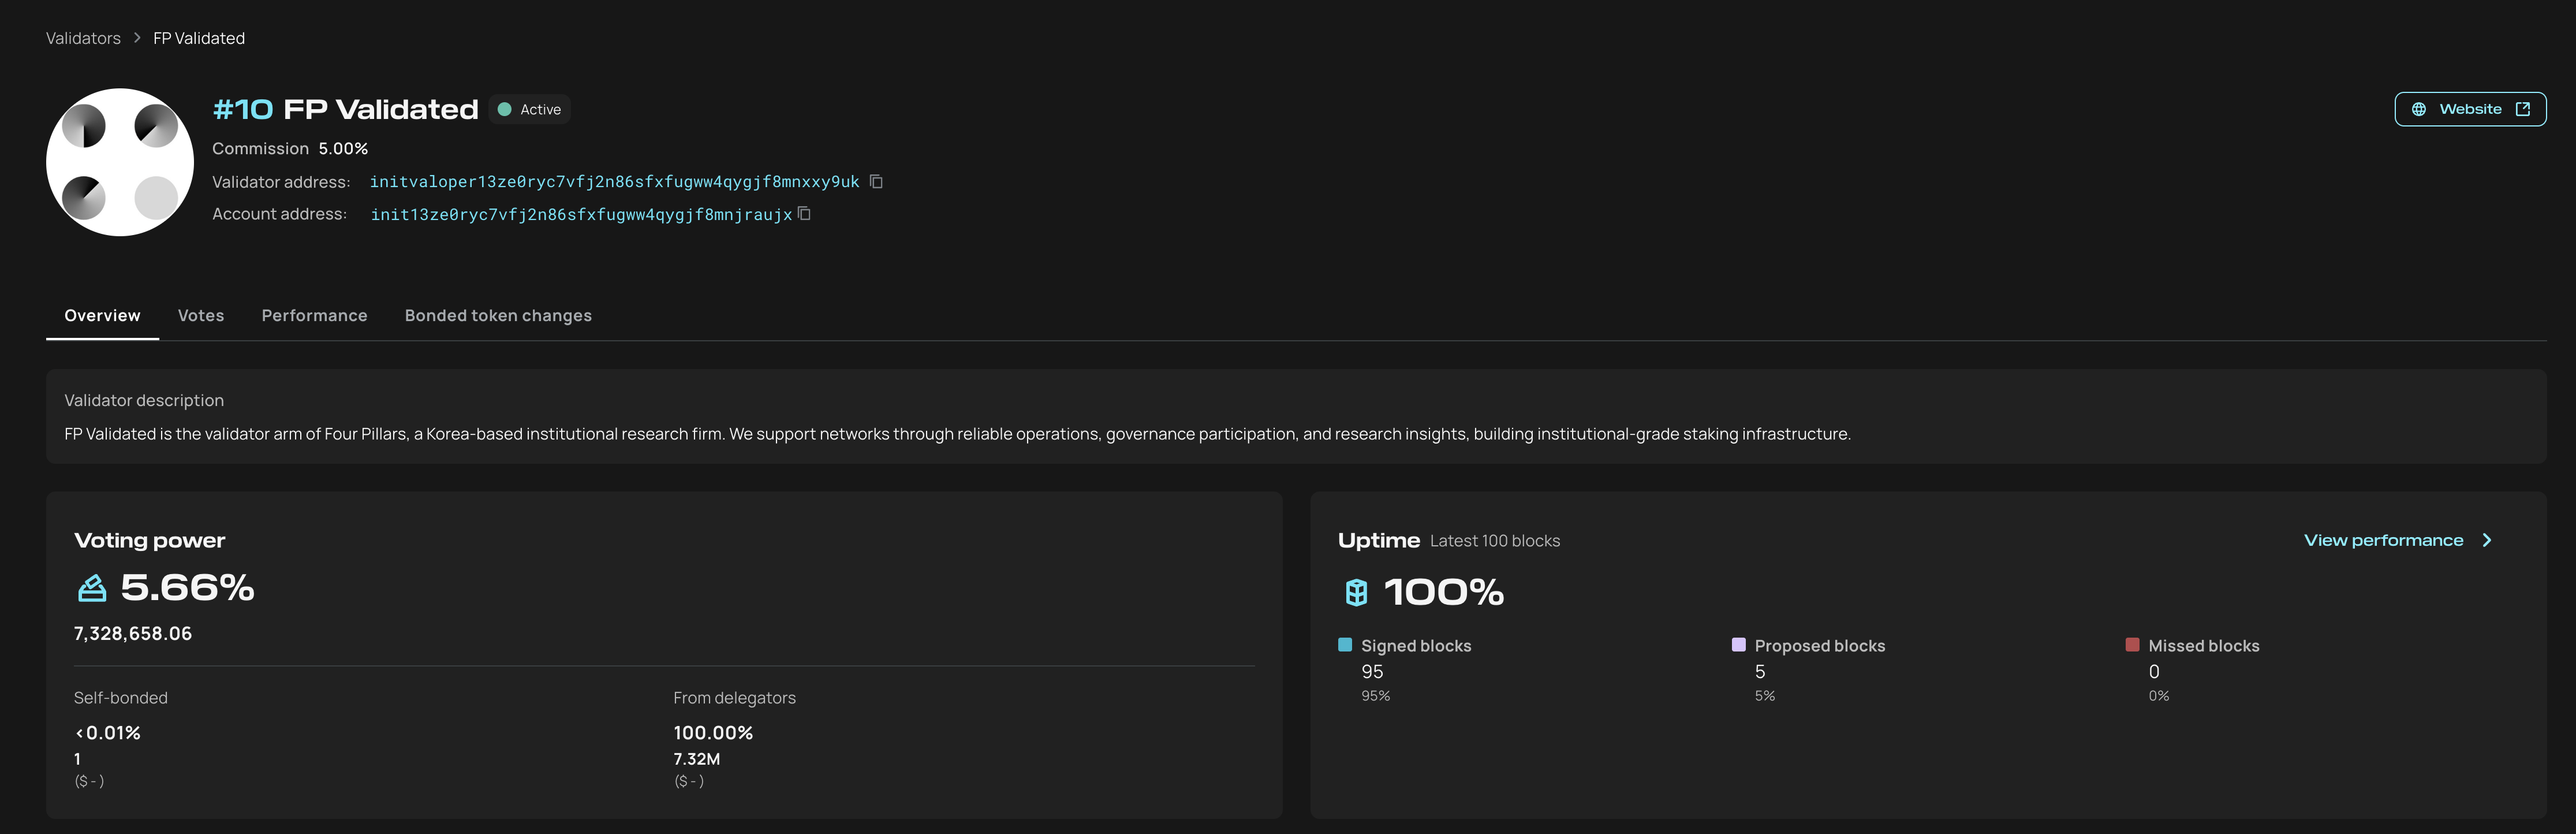 Validators > FP Validated
#10 FP Validated Active
Website
Commission 5.00%
Validator address: initvaloper13ze0ryc7vfj2n86sfxfugww4qygjf8mnxxy9uk
Account address: init13ze0ryc7vfj2n86sfxfugww4qygjf8mnjraujx
Overview Votes Performance Bonded token changes
Validator description
FP Validated is the validator arm of Four Pillars, a Korea-based institutional research firm. We support networks through reliable operations, governance participation, and research insights, building institutional-grade staking infrastructure.
Voting power
5.66%
7,328,658.06
Self-bonded From delegators
<0.01% 100.00%
1 7.32M
($ - ) ($ - )
Uptime Latest 100 blocks View performance
100%
Signed blocks Proposed blocks Missed blocks
95 5 0
95% 5% 0%